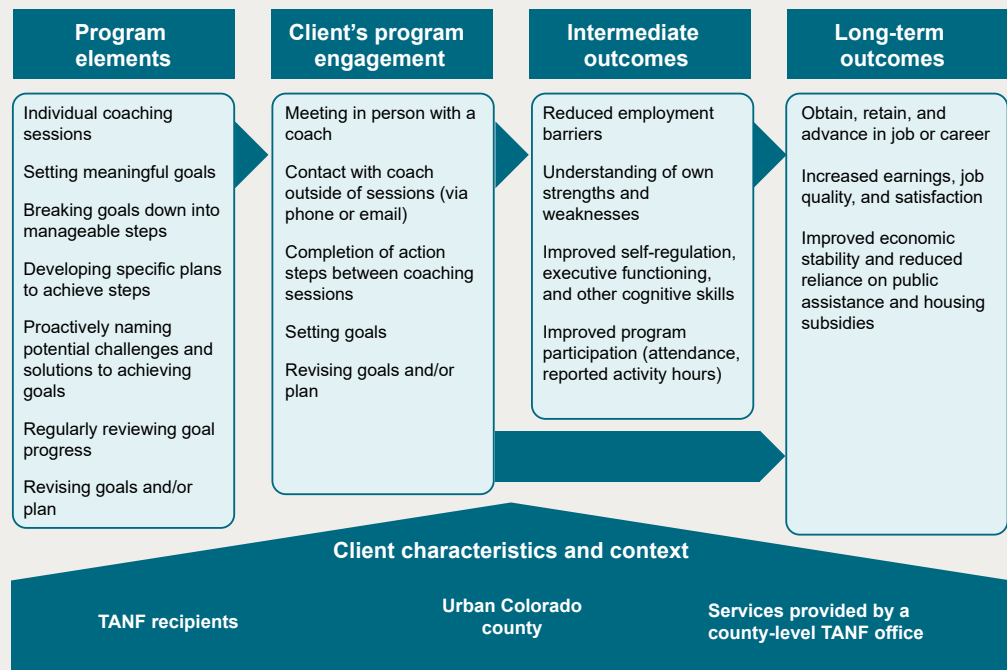 Program
elements
Individual coaching
sessions
Setting meaningful goals
Breaking goals down into
manageable steps
Developing specific plans
to achieve steps
Proactively naming
potential challenges and
solutions to achieving
goals
Regularly reviewing goal
progress
Revising goals and/or
plan
Client’s program
engagement
Meeting in person with a
coach
Contact with coach
outside of sessions (via
phone or email)
Completion of action
steps between coaching
sessions
Setting goals
Revising goals and/or
plan
Intermediate
outcomes
Reduced employment
barriers
Understanding of own
strengths and
weaknesses
Improved self-regulation,
executive functioning,
and other cognitive skills
Improved program
participation (attendance,
reported activity hours)
Long-term
outcomes
Obtain, retain, and
advance in job or career
Increased earnings, job
quality, and satisfaction
Improved economic
stability and reduced
reliance on public
assistance and housing
subsidies
Client characteristics and context
TANF recipients
Urban Colorado
county
Services provided by a
county-level TANF office